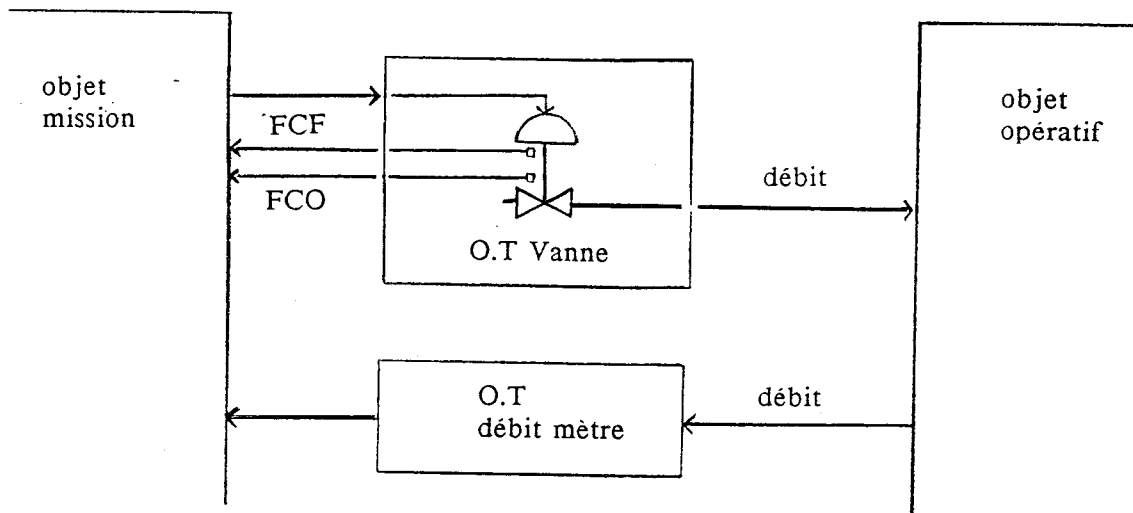 objet
mission
FCF
FCO
O.T Vanne
débit
objet
opératif
O.T
débit mètre
débit